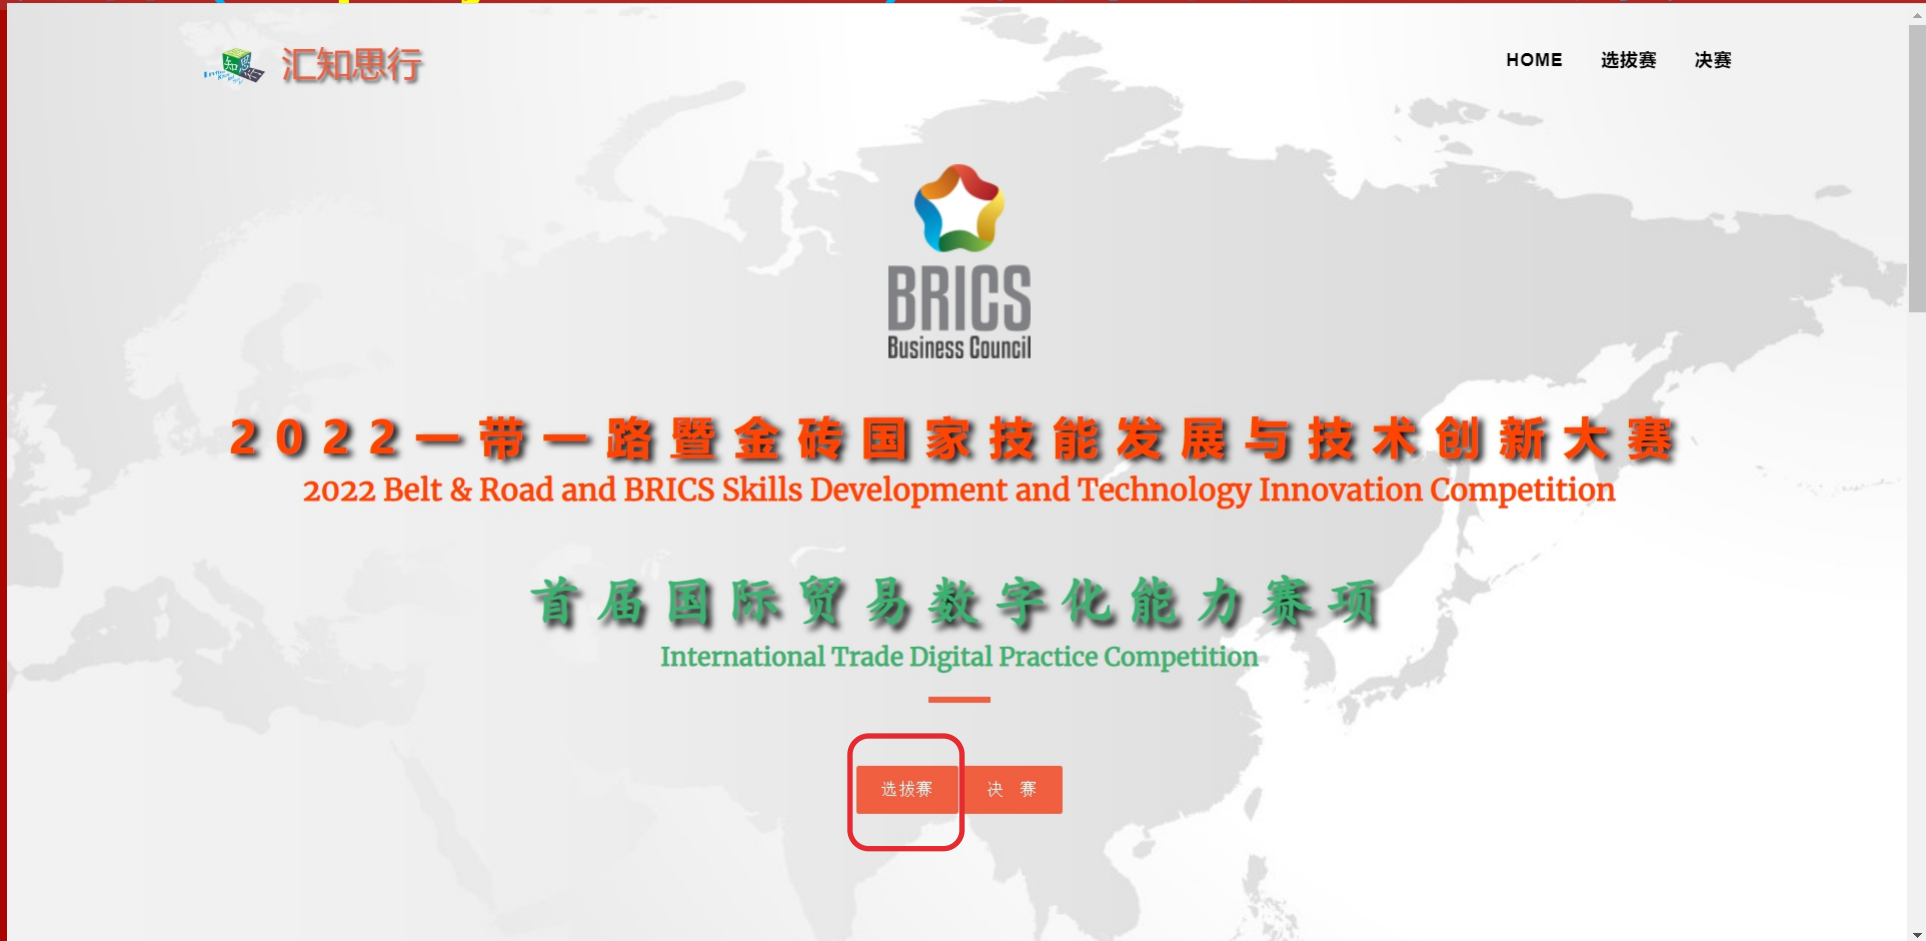 汇知思行
HOME 选拔赛 决赛
BRICS
Business Council
2022一带一路暨金砖国家技能发展与技术创新大赛
2022 Belt & Road and BRICS Skills Development and Technology Innovation Competition
首届国际贸易数字化能力赛项
International Trade Digital Practice Competition
选拔赛 决 赛